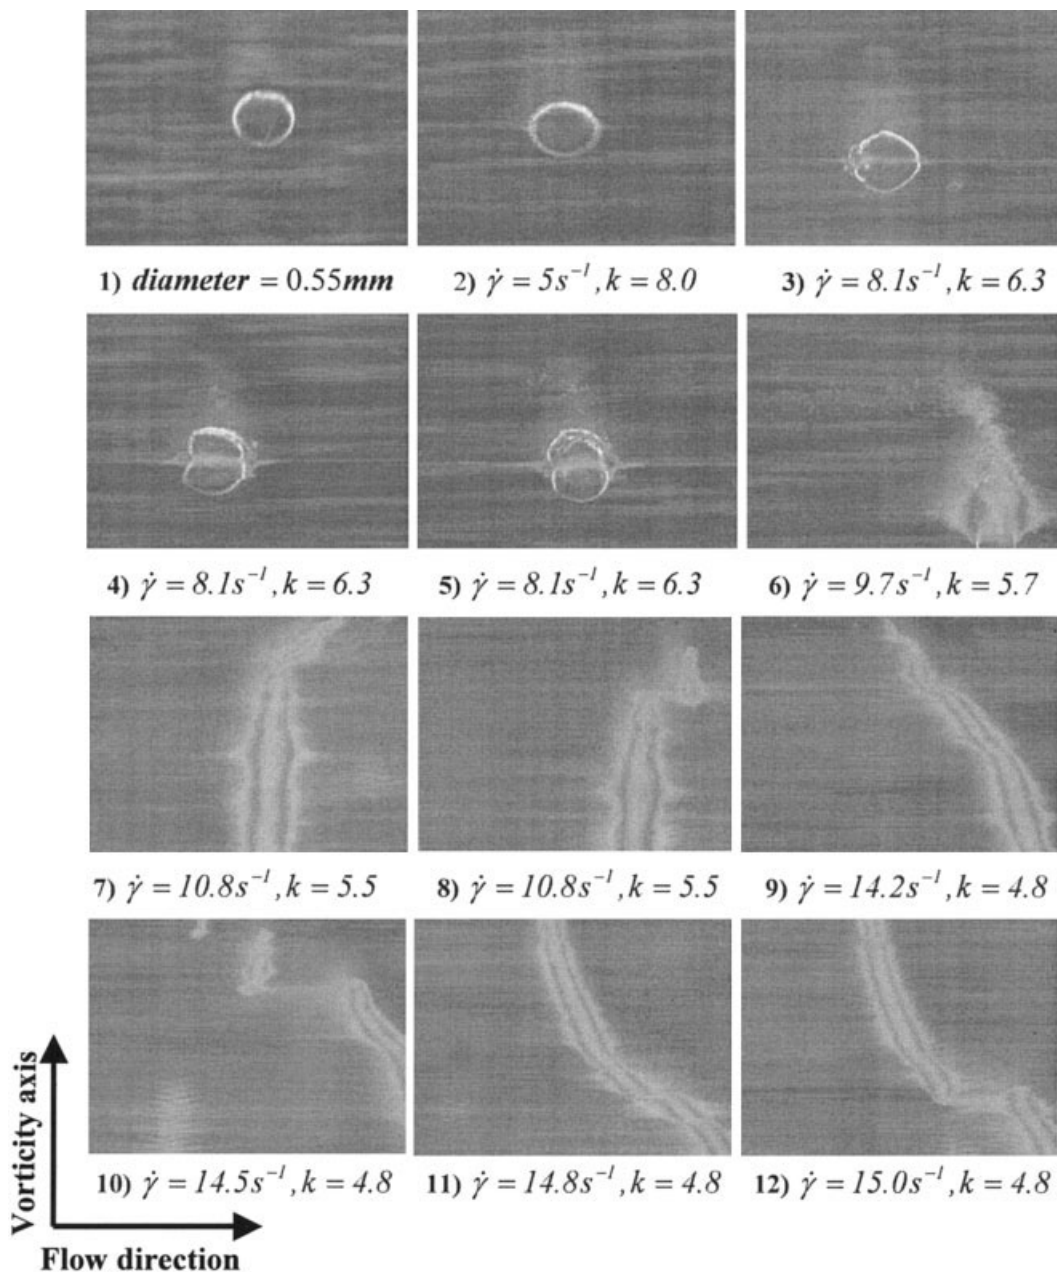 1) diameter = 0.55mm
2) γ̇ = 5s⁻¹, k = 8.0
3) γ̇ = 8.1s⁻¹, k = 6.3
4) γ̇ = 8.1s⁻¹, k = 6.3
5) γ̇ = 8.1s⁻¹, k = 6.3
6) γ̇ = 9.7s⁻¹, k = 5.7
7) γ̇ = 10.8s⁻¹, k = 5.5
8) γ̇ = 10.8s⁻¹, k = 5.5
9) γ̇ = 14.2s⁻¹, k = 4.8
10) γ̇ = 14.5s⁻¹, k = 4.8
11) γ̇ = 14.8s⁻¹, k = 4.8
12) γ̇ = 15.0s⁻¹, k = 4.8
Vorticity axis
Flow direction